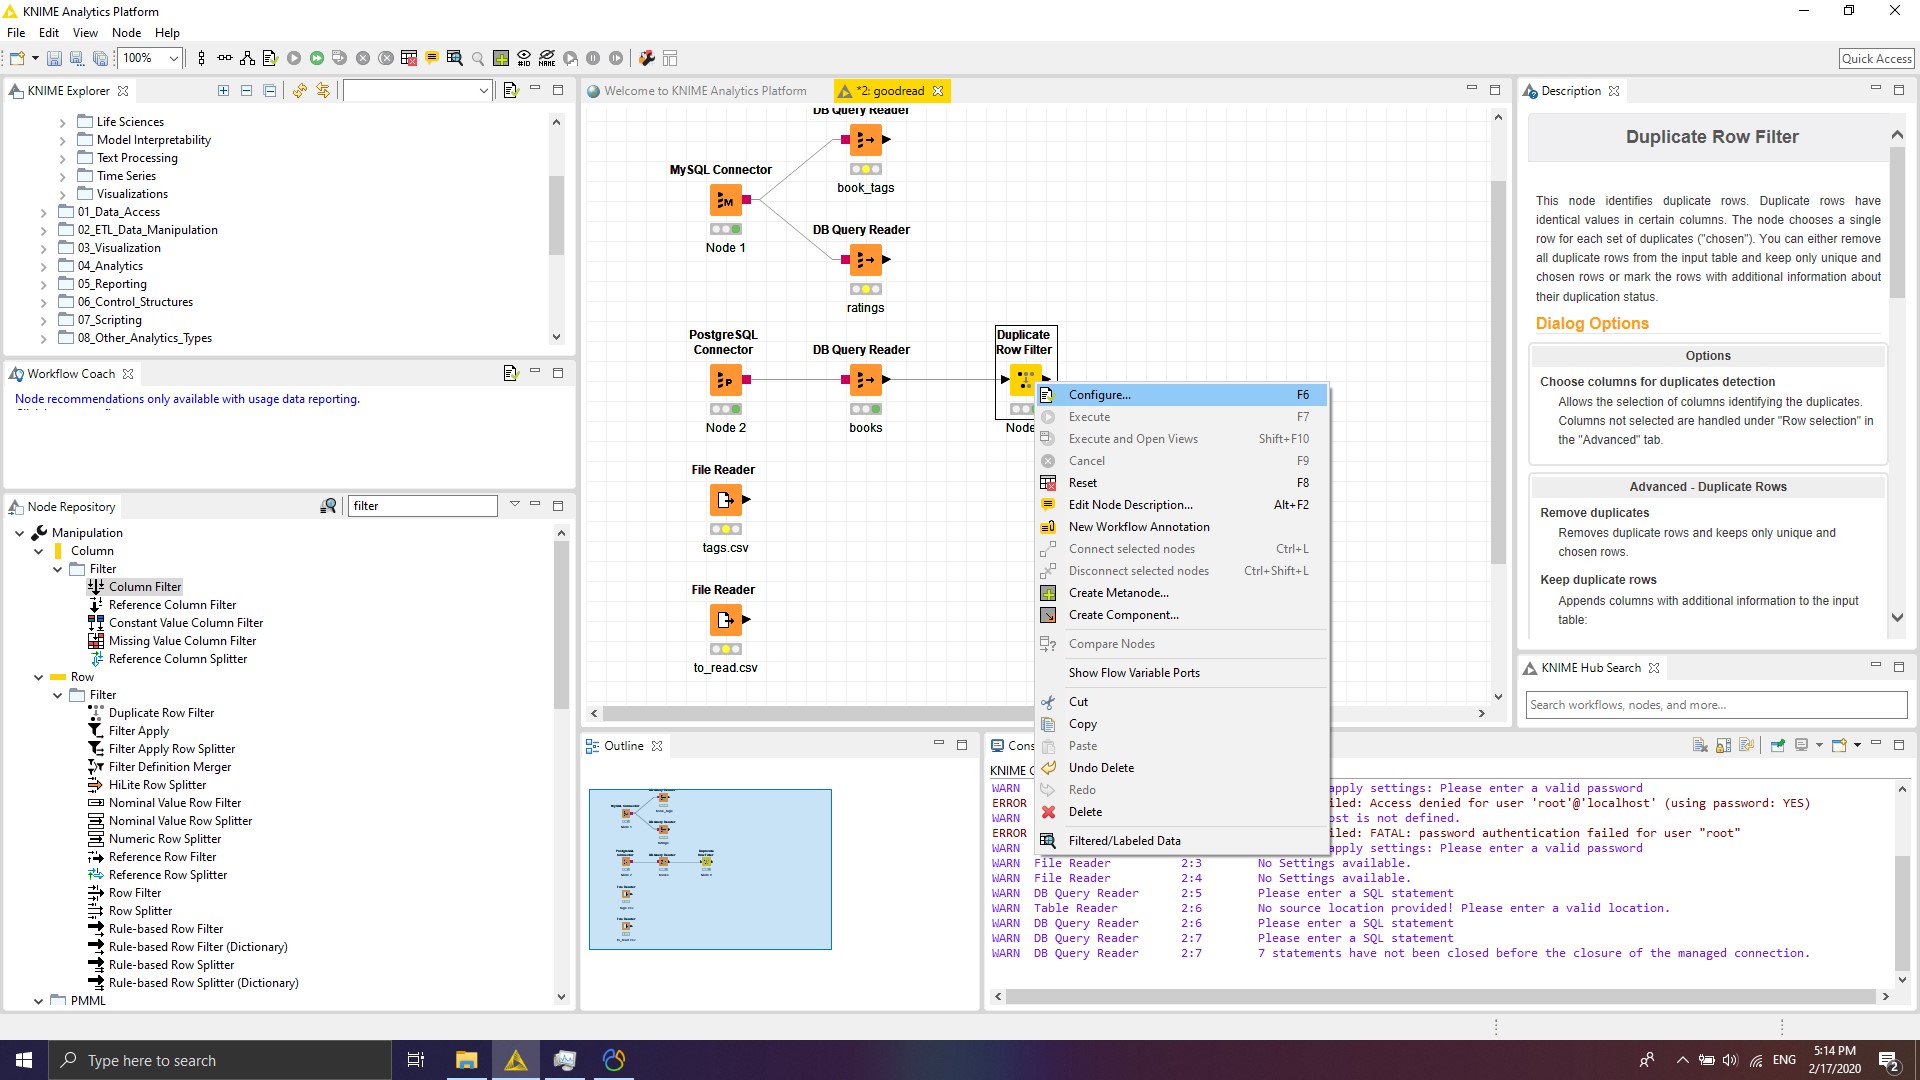 KNIME Analytics Platform
File Edit View Node Help
100%
Quick Access
KNIME Explorer
Life Sciences
Model Interpretability
Text Processing
Time Series
Visualizations
01_Data_Access
02_ETL_Data_Manipulation
03_Visualization
04_Analytics
05_Reporting
06_Control_Structures
07_Scripting
08_Other_Analytics_Types
Workflow Coach
Node recommendations only available with usage data reporting.
Node Repository
filter
Manipulation
Column
Filter
Column Filter
Reference Column Filter
Constant Value Column Filter
Missing Value Column Filter
Reference Column Splitter
Row
Filter
Duplicate Row Filter
Filter Apply
Filter Apply Row Splitter
Filter Definition Merger
HiLite Row Splitter
Nominal Value Row Filter
Nominal Value Row Splitter
Numeric Row Splitter
Reference Row Filter
Reference Row Splitter
Row Filter
Row Splitter
Rule-based Row Filter
Rule-based Row Filter (Dictionary)
Rule-based Row Splitter
Rule-based Row Splitter (Dictionary)
PMML
Welcome to KNIME Analytics Platform
*2: goodread
DB Query Reader
book_tags
MySQL Connector
Node 1
DB Query Reader
ratings
PostgreSQL
Connector
Node 2
DB Query Reader
books
Duplicate
Row Filter
Node
File Reader
tags.csv
File Reader
to_read.csv
Configure... F6
Execute F7
Execute and Open Views Shift+F10
Cancel F9
Reset F8
Edit Node Description... Alt+F2
New Workflow Annotation
Connect selected nodes Ctrl+L
Disconnect selected nodes Ctrl+Shift+L
Create Metanode...
Create Component...
Compare Nodes
Show Flow Variable Ports
Cut
Copy
Paste
Undo Delete
Redo
Delete
Filtered/Labeled Data
Outline
Cons
KNIME C
WARN apply settings: Please enter a valid password
ERROR iled: Access denied for user 'root'@'localhost' (using password: YES)
WARN ost is not defined.
ERROR iled: FATAL: password authentication failed for user "root"
WARN apply settings: Please enter a valid password
WARN File Reader 2:3 No Settings available.
WARN File Reader 2:4 No Settings available.
WARN DB Query Reader 2:5 Please enter a SQL statement
WARN Table Reader 2:6 No source location provided! Please enter a valid location.
WARN DB Query Reader 2:6 Please enter a SQL statement
WARN DB Query Reader 2:7 Please enter a SQL statement
WARN DB Query Reader 2:7 7 statements have not been closed before the closure of the managed connection.
Description
Duplicate Row Filter
This node identifies duplicate rows. Duplicate rows have
identical values in certain columns. The node chooses a single
row for each set of duplicates ("chosen"). You can either remove
all duplicate rows from the input table and keep only unique and
chosen rows or mark the rows with additional information about
their duplication status.
Dialog Options
Options
Choose columns for duplicates detection
Allows the selection of columns identifying the duplicates.
Columns not selected are handled under "Row selection" in
the "Advanced" tab.
Advanced - Duplicate Rows
Remove duplicates
Removes duplicate rows and keeps only unique and
chosen rows.
Keep duplicate rows
Appends columns with additional information to the input
table:
KNIME Hub Search
Search workflows, nodes, and more...
Type here to search
ENG
5:14 PM
2/17/2020
2